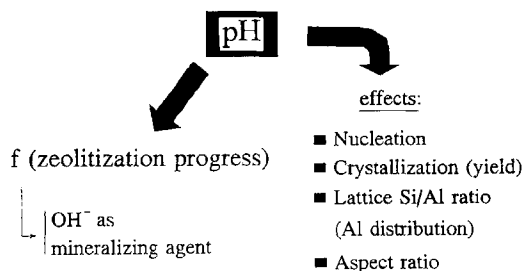 pH
f (zeolitization progress)
OH⁻ as
mineralizing agent
effects:
■ Nucleation
■ Crystallization (yield)
■ Lattice Si/Al ratio
(Al distribution)
■ Aspect ratio